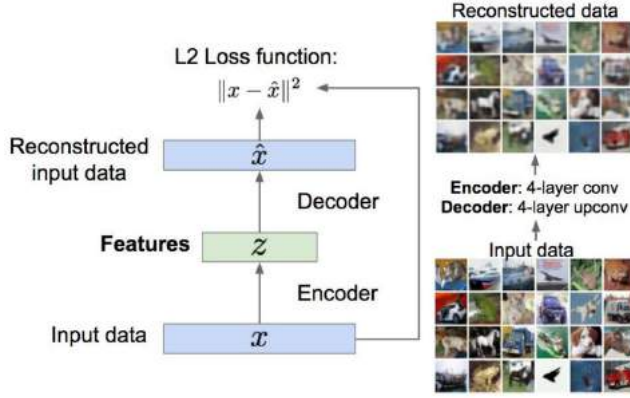 Reconstructed data
L2 Loss function:
‖x − x̂‖²
Reconstructed
input data
x̂
Decoder
Features
z
Encoder
Input data
x
Encoder: 4-layer conv
Decoder: 4-layer upconv
Input data